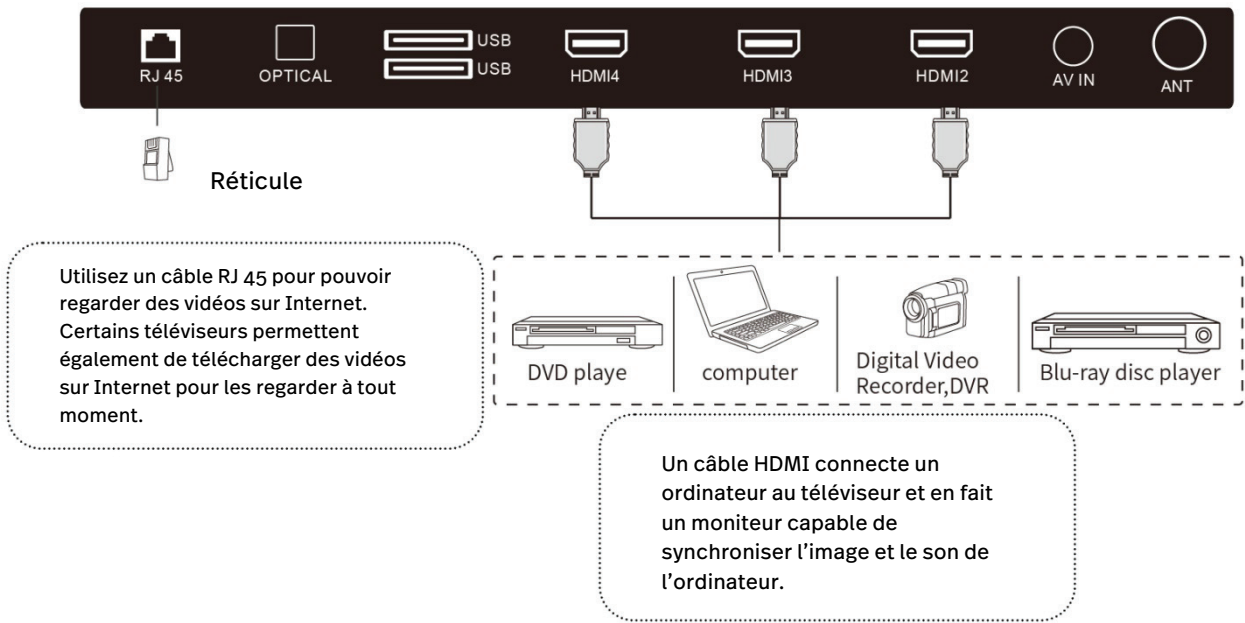 USB
USB
RJ 45
OPTICAL
HDMI4
HDMI3
HDMI2
AV IN
ANT
Réticule
Utilisez un câble RJ 45 pour pouvoir
regarder des vidéos sur Internet.
Certains téléviseurs permettent
également de télécharger des vidéos
sur Internet pour les regarder à tout
moment.
DVD playe
computer
Digital Video
Recorder,DVR
Blu-ray disc player
Un câble HDMI connecte un
ordinateur au téléviseur et en fait
un moniteur capable de
synchroniser l’image et le son de
l’ordinateur.